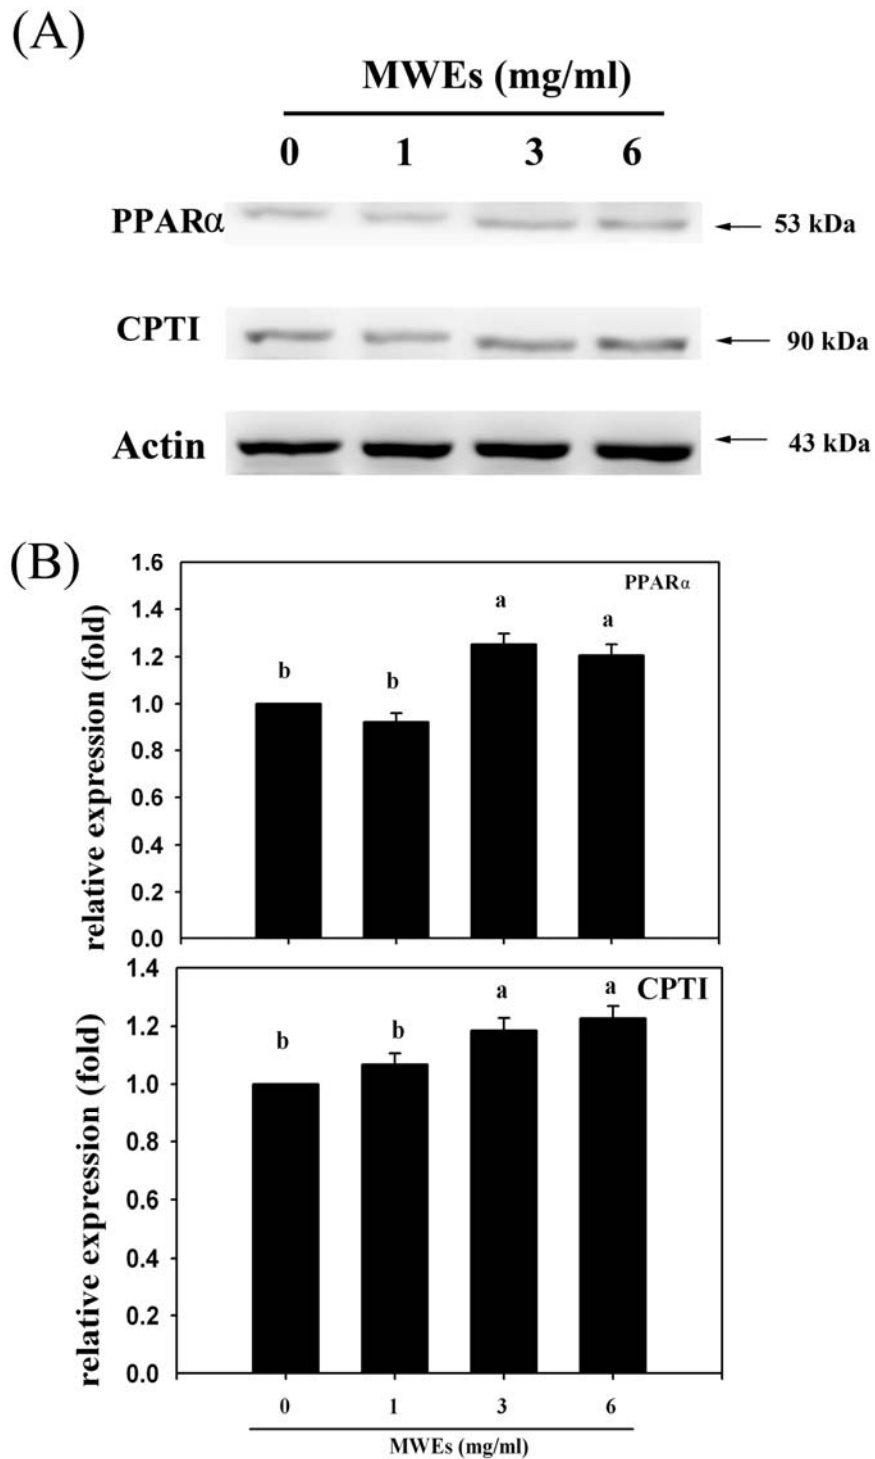 (A)
MWEs (mg/ml)
0 1 3 6
PPARα 53 kDa
CPTI 90 kDa
Actin 43 kDa
(B)
relative expression (fold)
1.6
1.4
1.2
1.0
0.8
0.6
0.4
0.2
0.0
PPARα
b b a a
relative expression (fold)
1.4
1.2
1.0
0.8
0.6
0.4
0.2
0.0
CPTI
b b a a
0 1 3 6
MWEs (mg/ml)